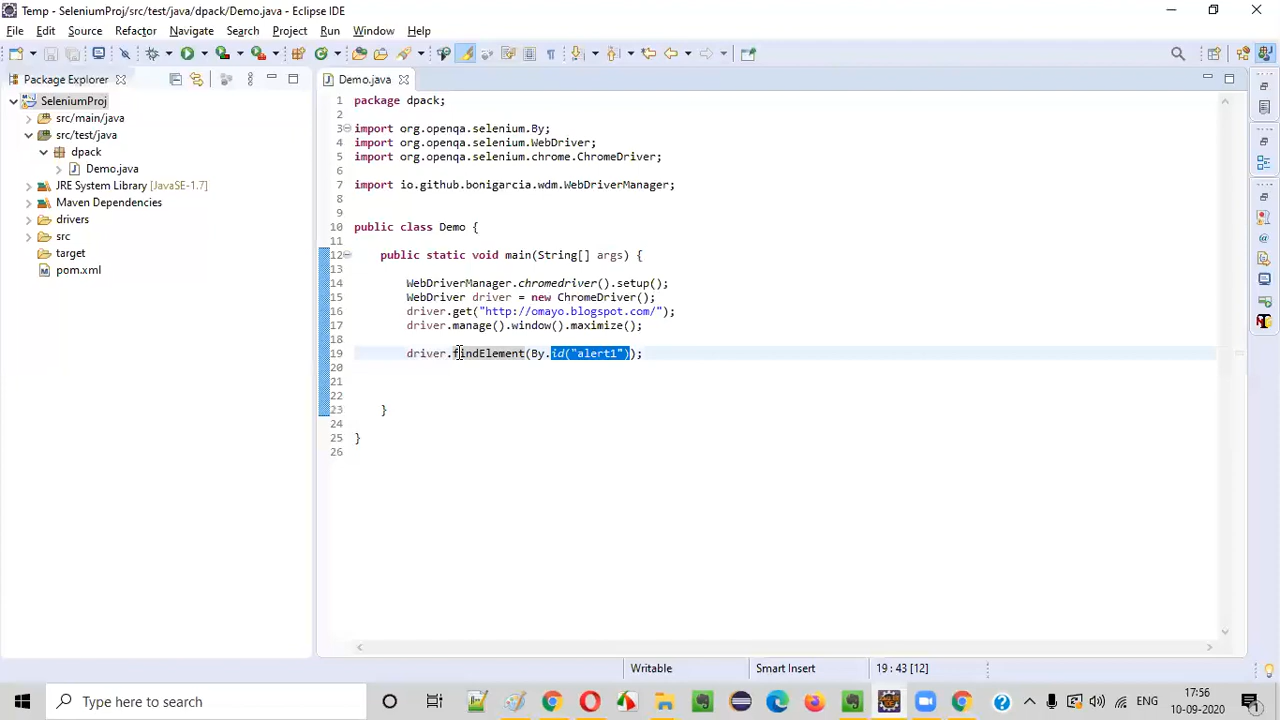 Temp - SeleniumProj/src/test/java/dpack/Demo.java - Eclipse IDE
File Edit Source Refactor Navigate Search Project Run Window Help
Package Explorer
Demo.java
SeleniumProj
src/main/java
src/test/java
dpack
Demo.java
JRE System Library [JavaSE-1.7]
Maven Dependencies
drivers
src
target
pom.xml
1 package dpack;
2
3 import org.openqa.selenium.By;
4 import org.openqa.selenium.WebDriver;
5 import org.openqa.selenium.chrome.ChromeDriver;
6
7 import io.github.bonigarcia.wdm.WebDriverManager;
8
9
10 public class Demo {
11
12 public static void main(String[] args) {
13
14 WebDriverManager.chromedriver().setup();
15 WebDriver driver = new ChromeDriver();
16 driver.get("http://omayo.blogspot.com/");
17 driver.manage().window().maximize();
18
19 driver.findElement(By.id("alert1"));
20
21
22
23 }
24
25 }
26
Writable Smart Insert 19 : 43 [12]
Type here to search
ENG
17:56
10-09-2020